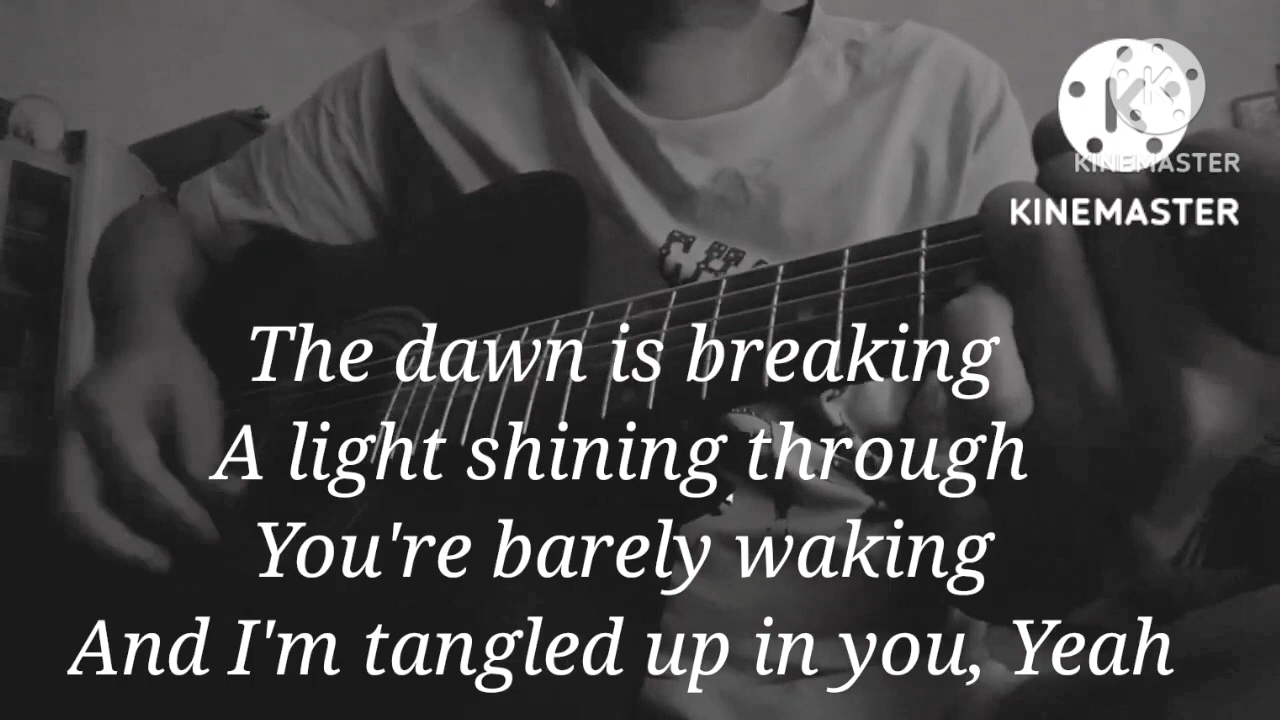 KINEMASTER
KINEMASTER
The dawn is breaking
A light shining through
You're barely waking
And I'm tangled up in you, Yeah